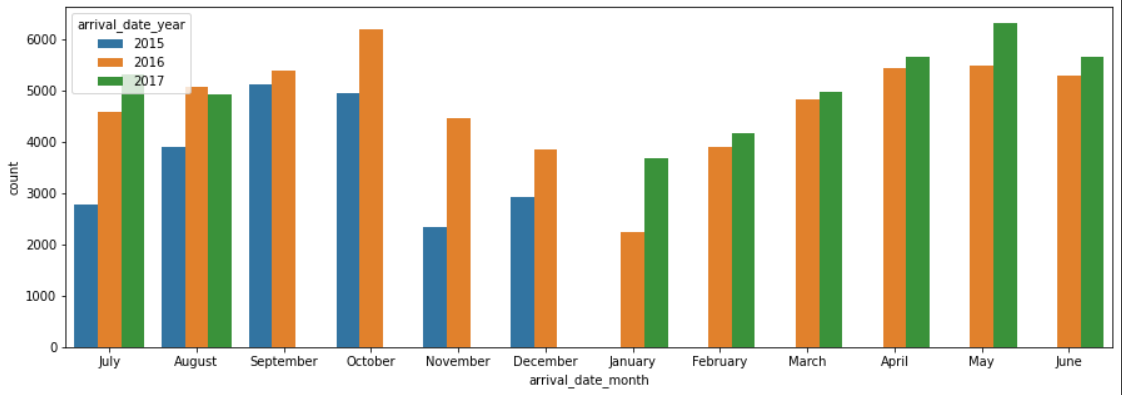 arrival_date_year
2015
2016
2017
count
6000
5000
4000
3000
2000
1000
0
July August September October November December January February March April May June
arrival_date_month